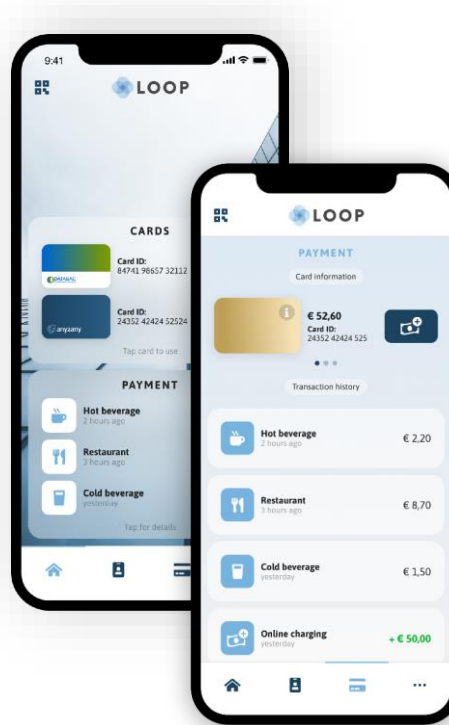 9:41
LOOP
CARDS
Card ID:
84741 98657 32112
Card ID:
24352 42424 52524
anyzany
Tap card to use
PAYMENT
Hot beverage
2 hours ago
Restaurant
3 hours ago
Cold beverage
yesterday
Tap for details
LOOP
PAYMENT
Card information
€ 52,60
Card ID:
24352 42424 525
Transaction history
Hot beverage
2 hours ago
€ 2,20
Restaurant
3 hours ago
€ 8,70
Cold beverage
yesterday
€ 1,50
Online charging
yesterday
+ € 50,00